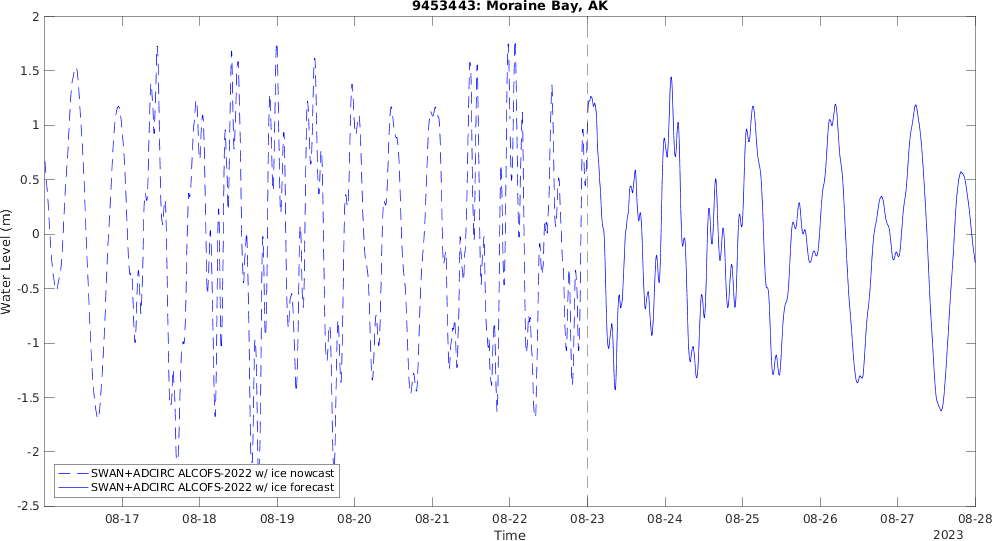 9453443: Moraine Bay, AK
Water Level (m)
2
1.5
1
0.5
0
-0.5
-1
-1.5
-2
-2.5
SWAN+ADCIRC ALCOFS-2022 w/ ice nowcast
SWAN+ADCIRC ALCOFS-2022 w/ ice forecast
08-17 08-18 08-19 08-20 08-21 08-22 08-23 08-24 08-25 08-26 08-27 08-28
Time
2023